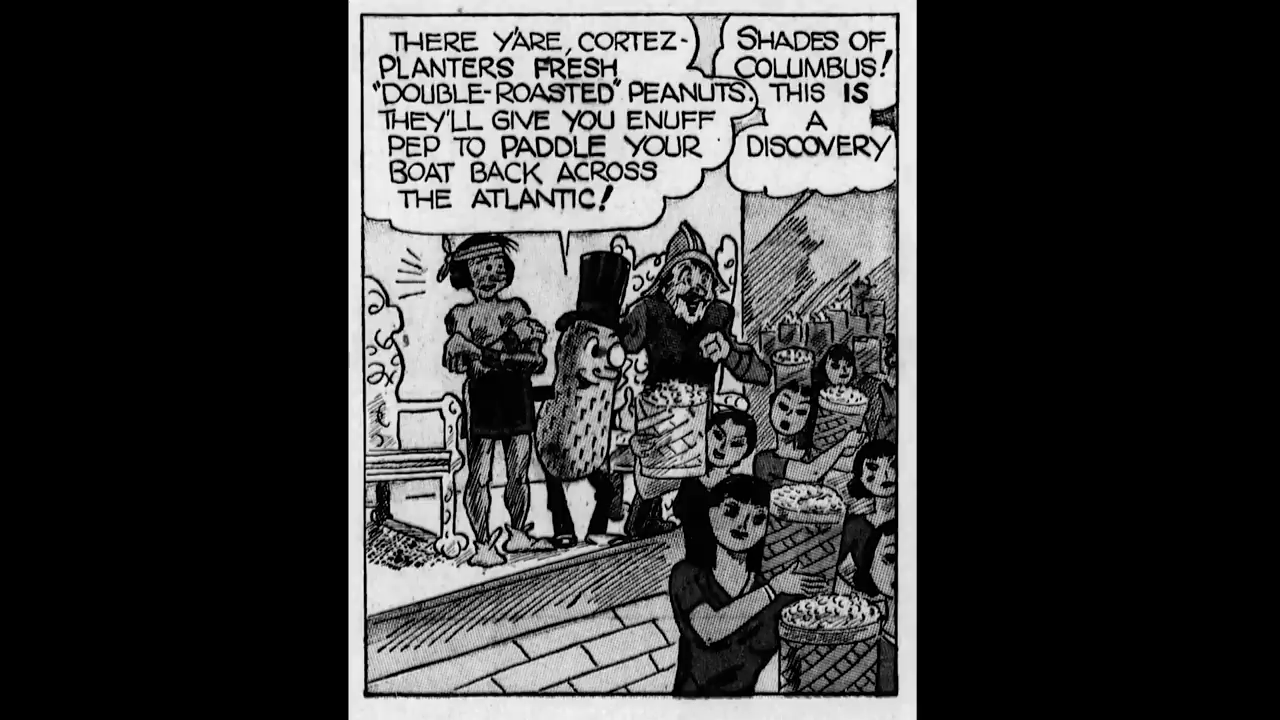 THERE Y'ARE, CORTEZ-
PLANTERS FRESH
"DOUBLE-ROASTED" PEANUTS.
THEY'LL GIVE YOU ENUFF
PEP TO PADDLE YOUR
BOAT BACK ACROSS
THE ATLANTIC!
SHADES OF
COLUMBUS!
THIS IS
A
DISCOVERY